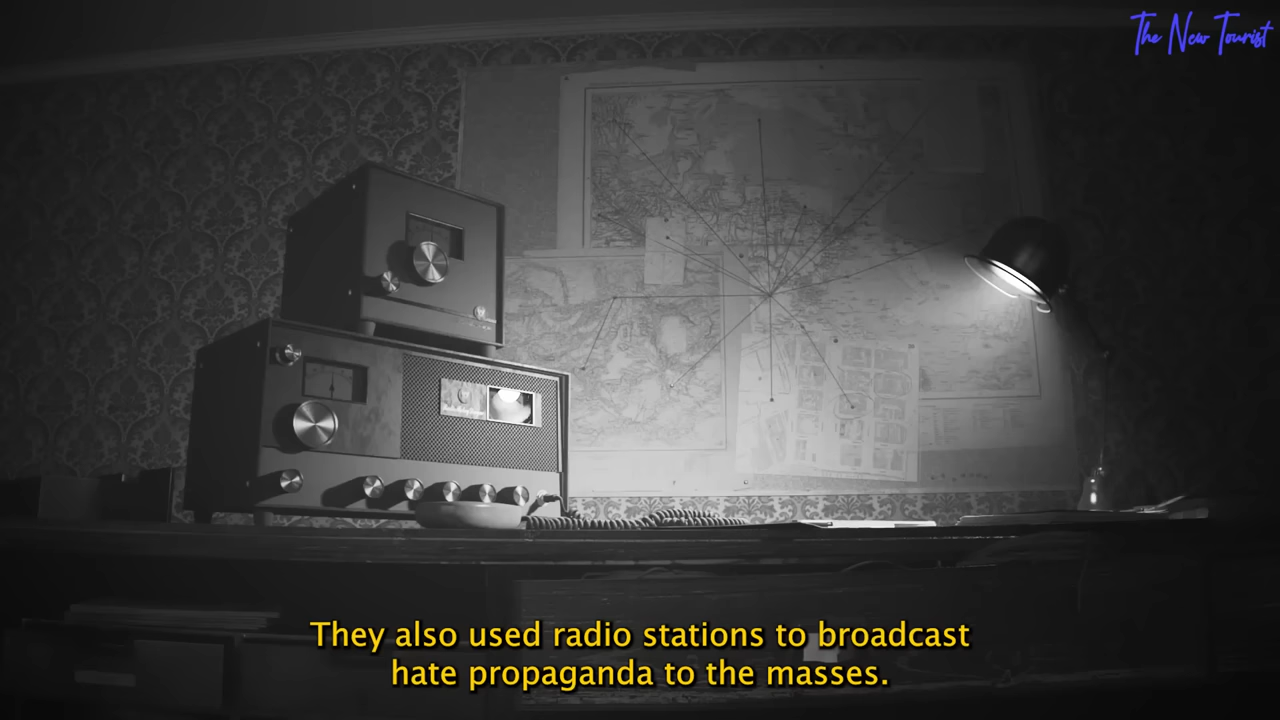 The New Tourist
They also used radio stations to broadcast
hate propaganda to the masses.